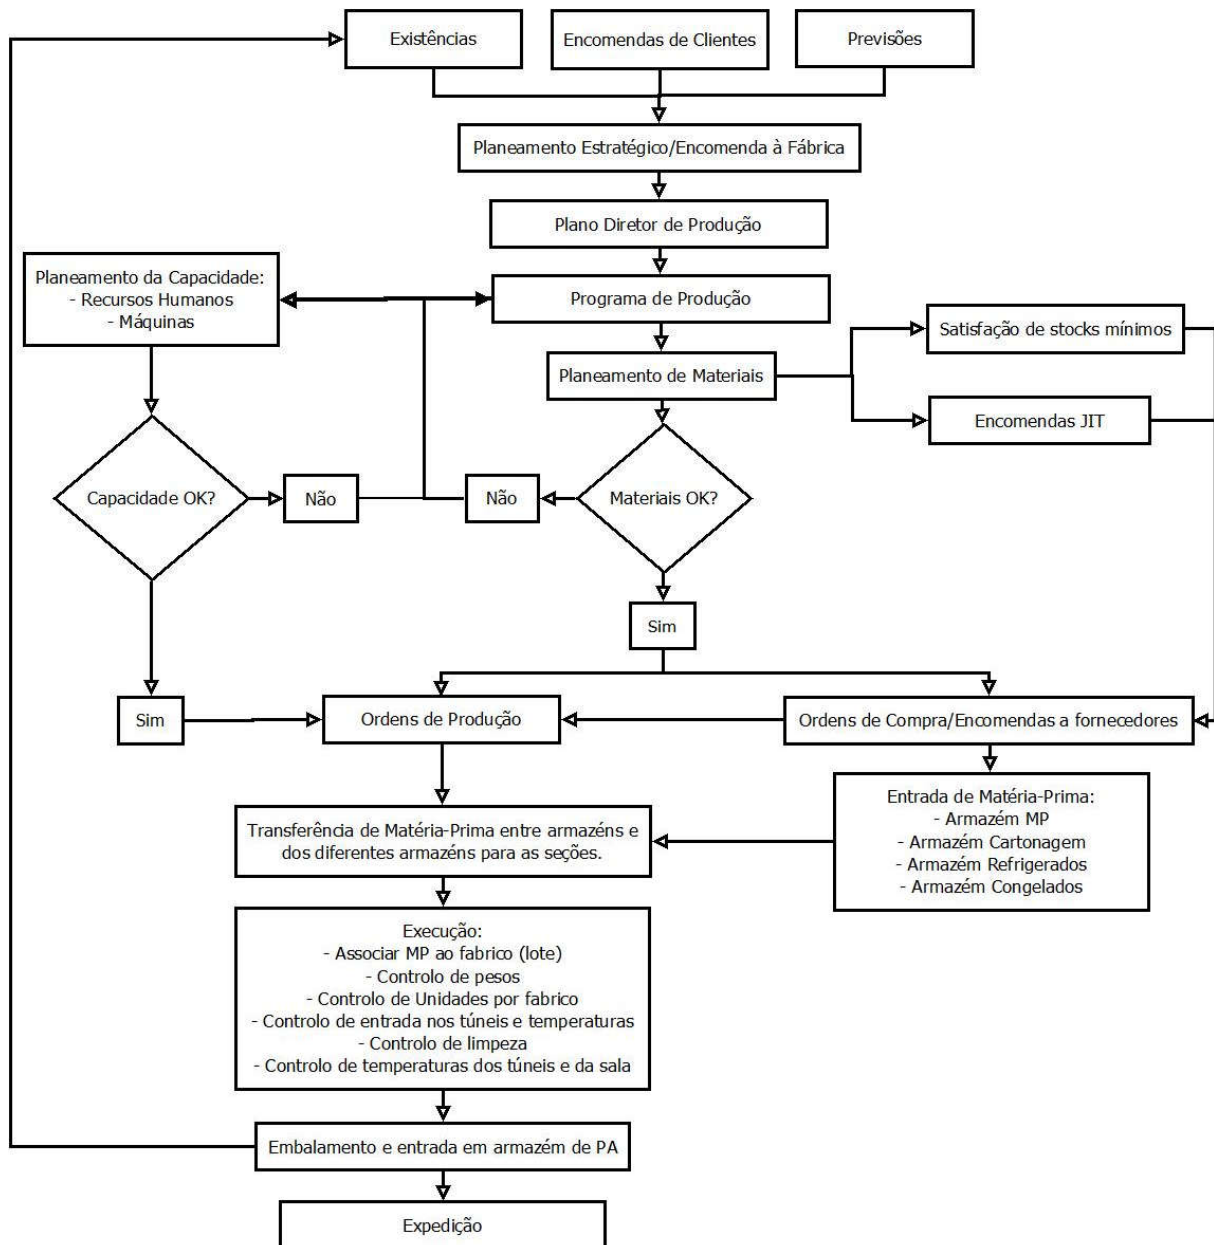 Existências
Encomendas de Clientes
Previsões
Planeamento Estratégico/Encomenda à Fábrica
Plano Diretor de Produção
Planeamento da Capacidade:
- Recursos Humanos
- Máquinas
Programa de Produção
Satisfação de stocks mínimos
Planeamento de Materiais
Encomendas JIT
Capacidade OK?
Não
Não
Materiais OK?
Sim
Sim
Ordens de Produção
Ordens de Compra/Encomendas a fornecedores
Transferência de Matéria-Prima entre armazéns e
dos diferentes armazéns para as seções.
Entrada de Matéria-Prima:
- Armazém MP
- Armazém Cartonagem
- Armazém Refrigerados
- Armazém Congelados
Execução:
- Associar MP ao fabrico (lote)
- Controlo de pesos
- Controlo de Unidades por fabrico
- Controlo de entrada nos túneis e temperaturas
- Controlo de limpeza
- Controlo de temperaturas dos túneis e da sala
Embalamento e entrada em armazém de PA
Expedição